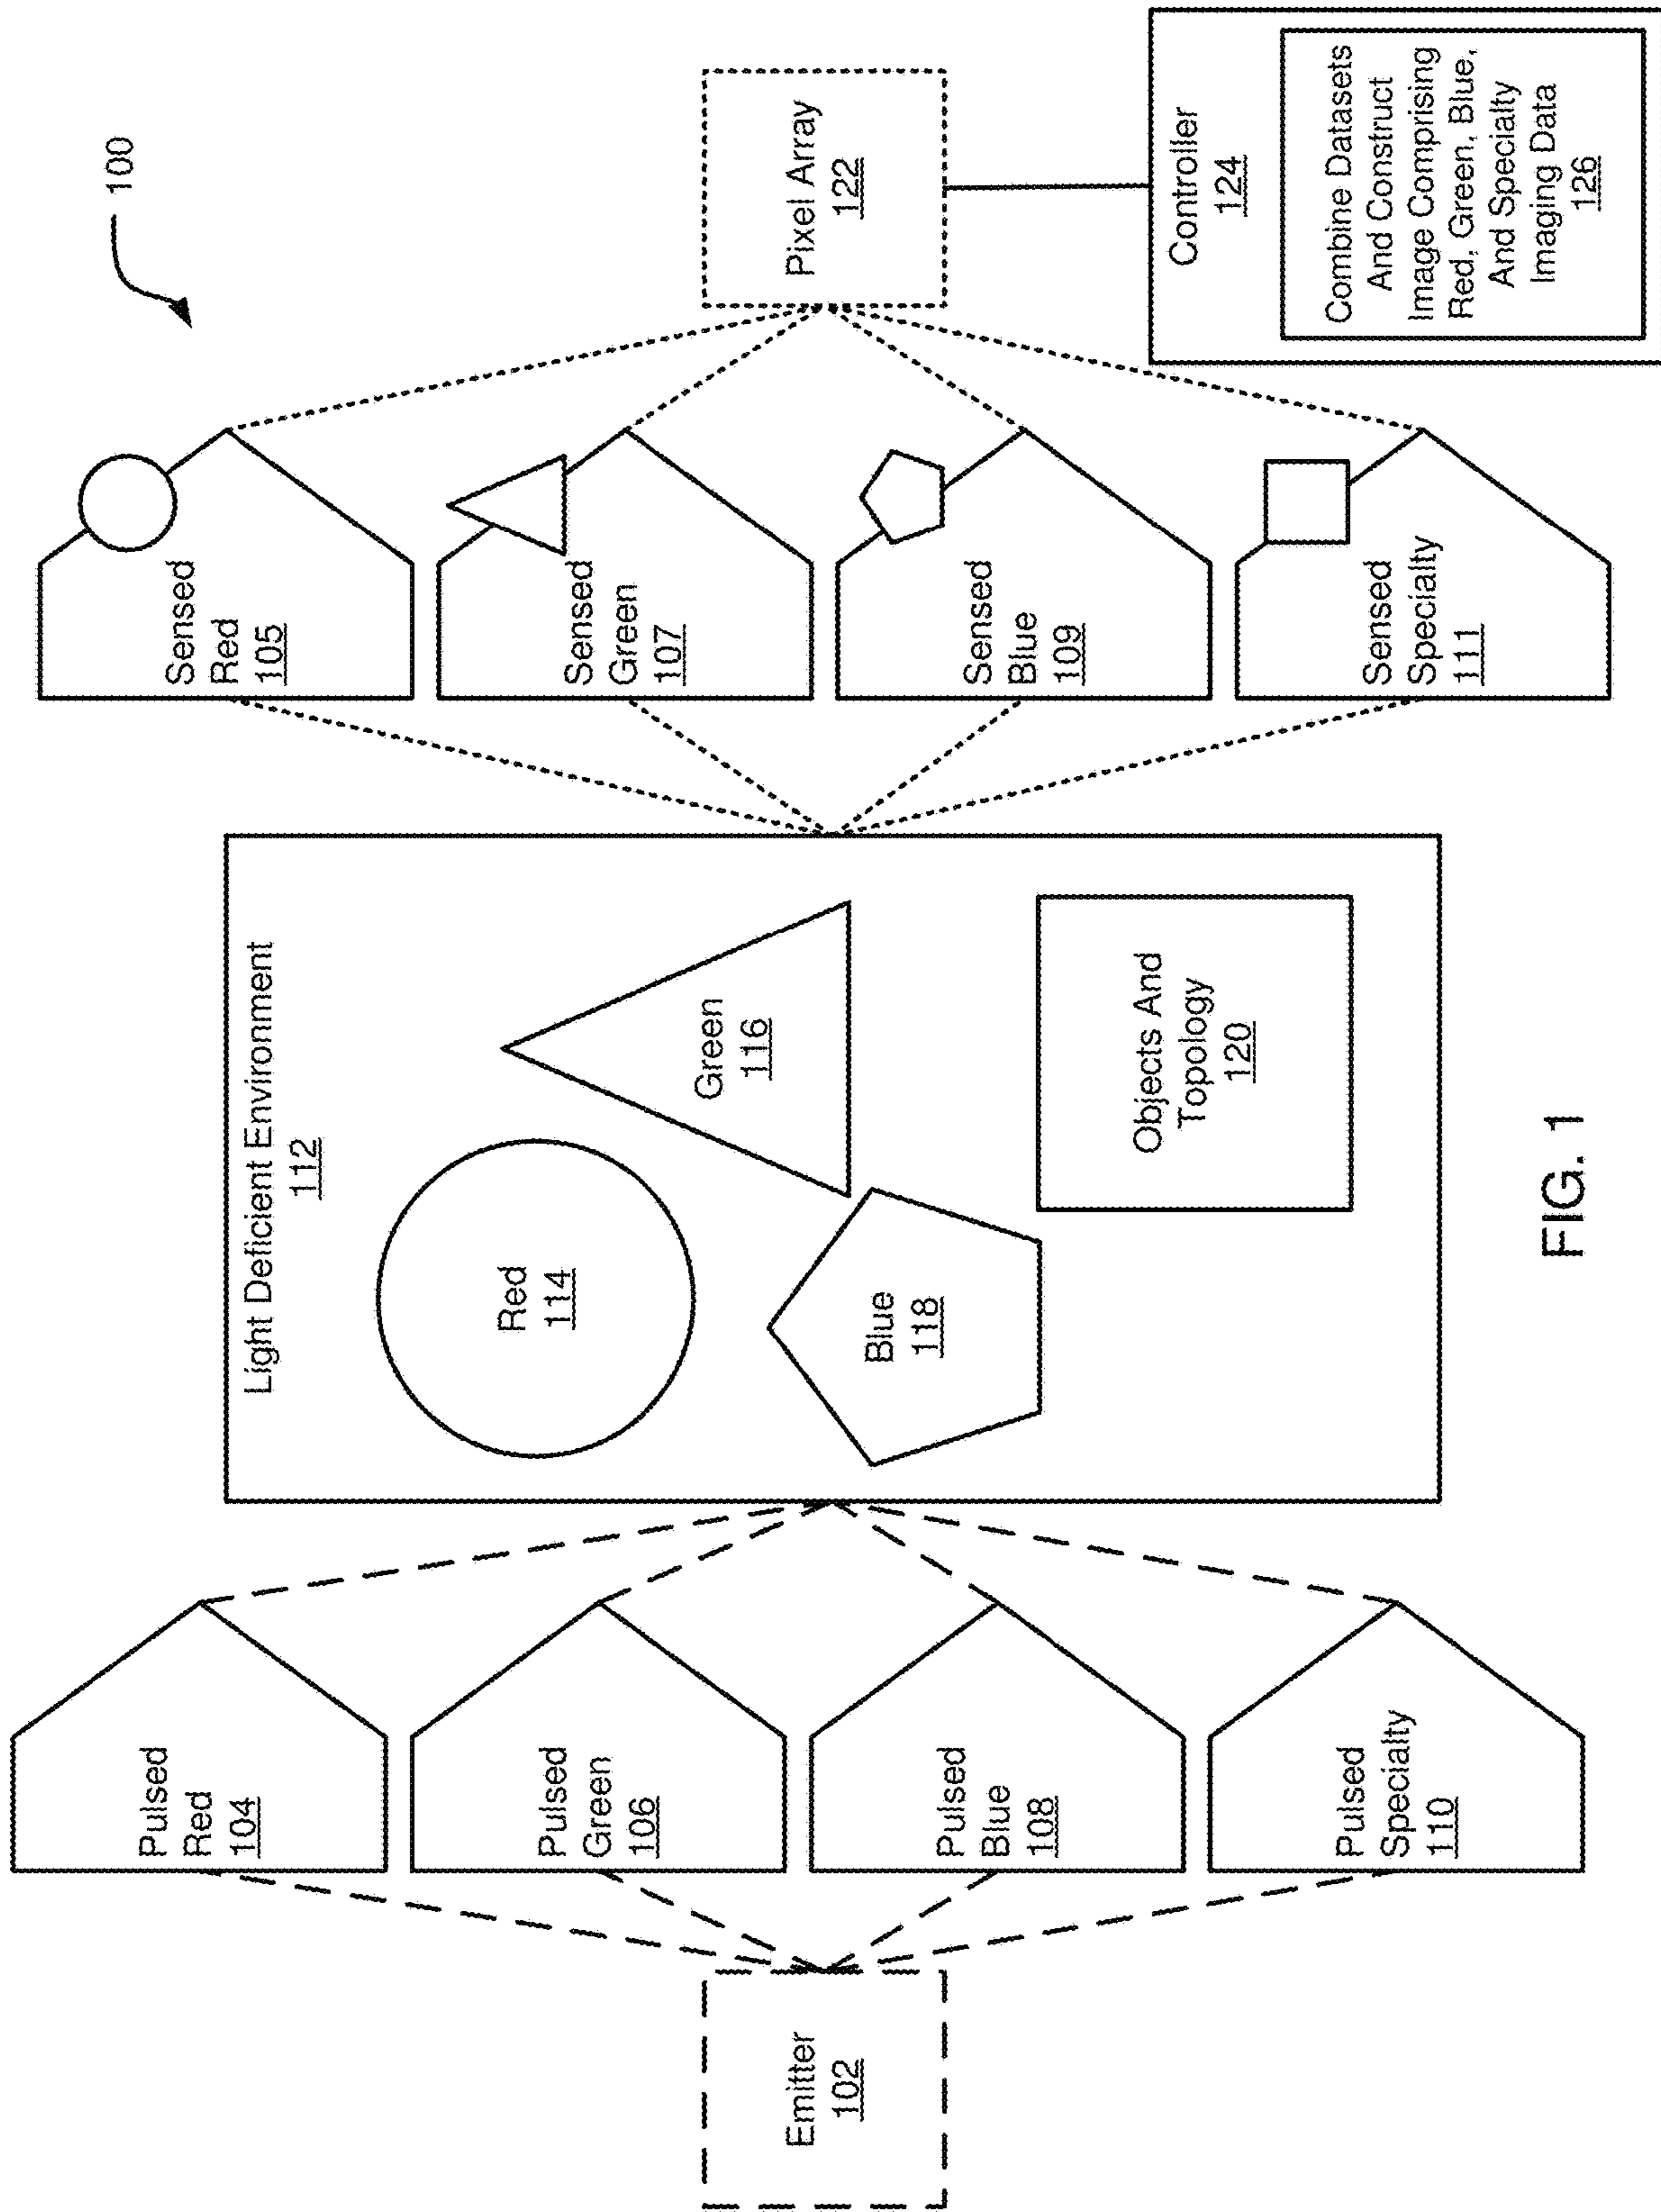 100
Emitter
102
Pulsed
Red
104
Pulsed
Green
106
Pulsed
Blue
108
Pulsed
Specialty
110
Light Deficient Environment
112
Red
114
Green
116
Blue
118
Objects And
Topology
120
Sensed
Red
105
Sensed
Green
107
Sensed
Blue
109
Sensed
Specialty
111
Pixel Array
122
Controller
124
Combine Datasets
And Construct
Image Comprising
Red, Green, Blue,
And Specialty
Imaging Data
126
FIG. 1